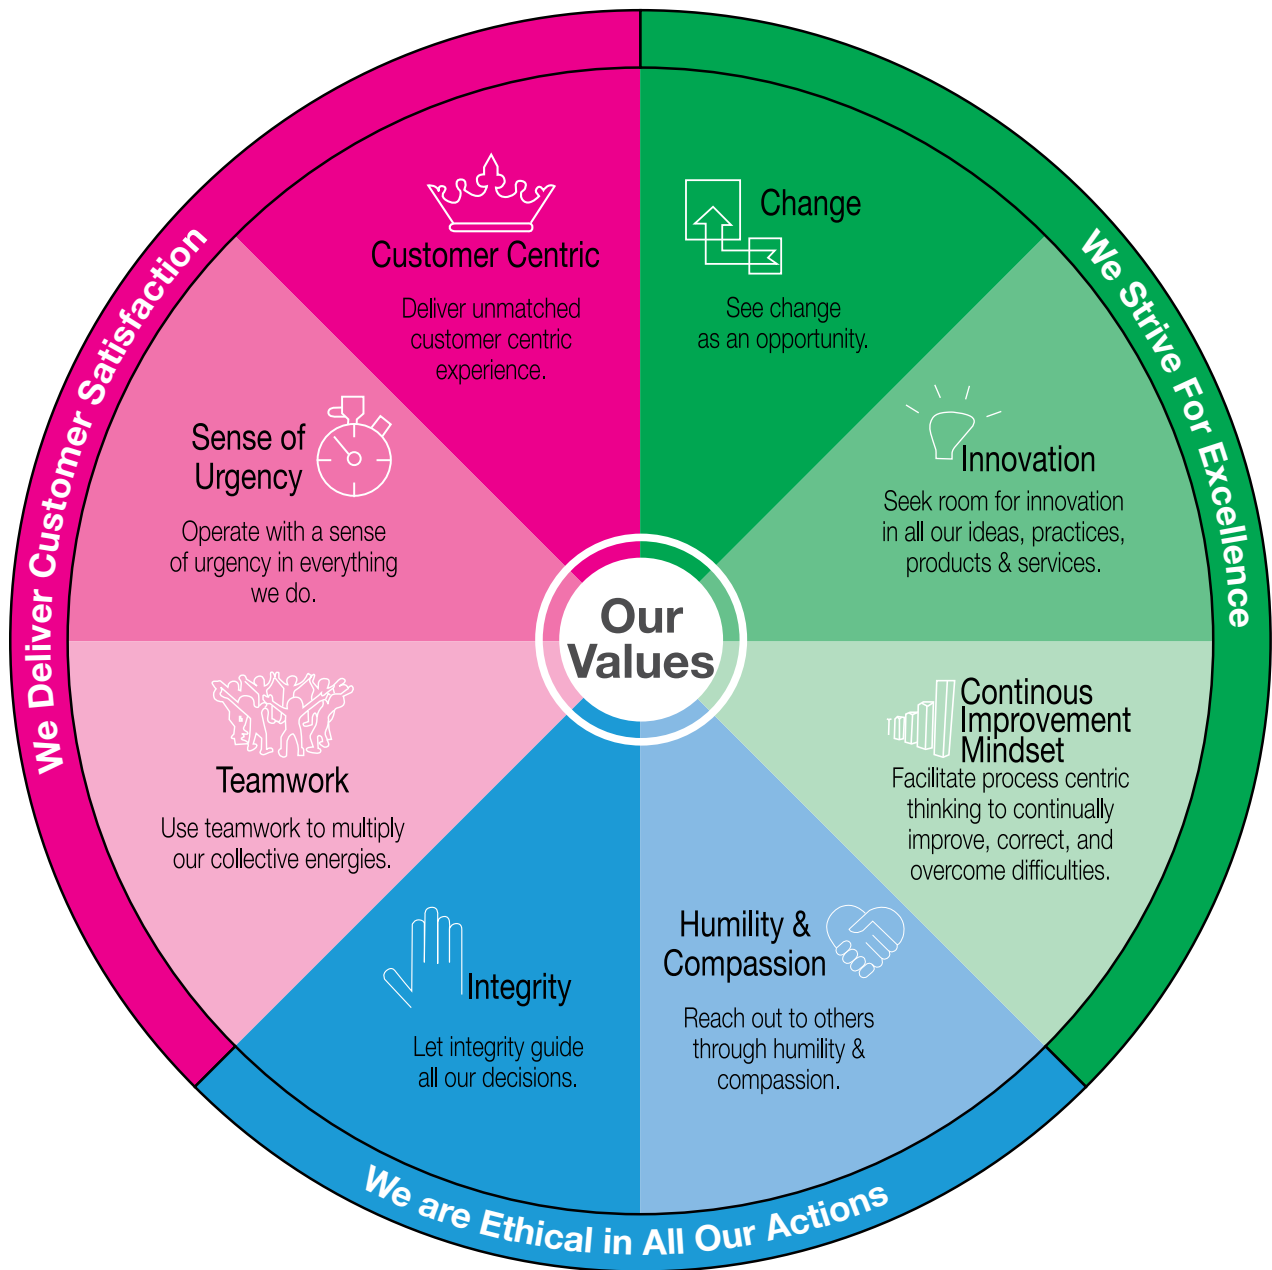 We Deliver Customer Satisfaction
We Strive For Excellence
We are Ethical in All Our Actions
Our
Values
Customer Centric
Deliver unmatched
customer centric
experience.
Change
See change
as an opportunity.
Innovation
Seek room for innovation
in all our ideas, practices,
products & services.
Continous
Improvement
Mindset
Facilitate process centric
thinking to continually
improve, correct, and
overcome difficulties.
Humility &
Compassion
Reach out to others
through humility &
compassion.
Integrity
Let integrity guide
all our decisions.
Teamwork
Use teamwork to multiply
our collective energies.
Sense of
Urgency
Operate with a sense
of urgency in everything
we do.